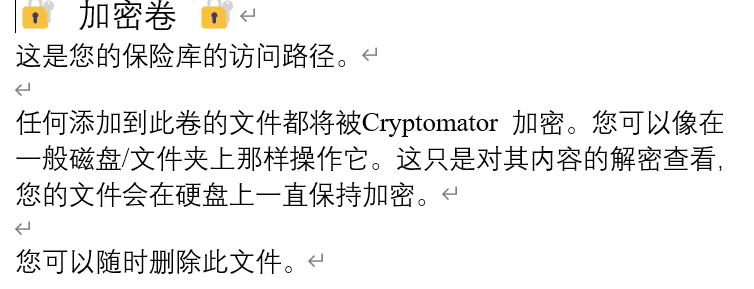 🔐 加密卷 🔐
这是您的保险库的访问路径。
任何添加到此卷的文件都将被Cryptomator 加密。您可以像在
一般磁盘/文件夹上那样操作它。这只是对其内容的解密查看,
您的文件会在硬盘上一直保持加密。
您可以随时删除此文件。